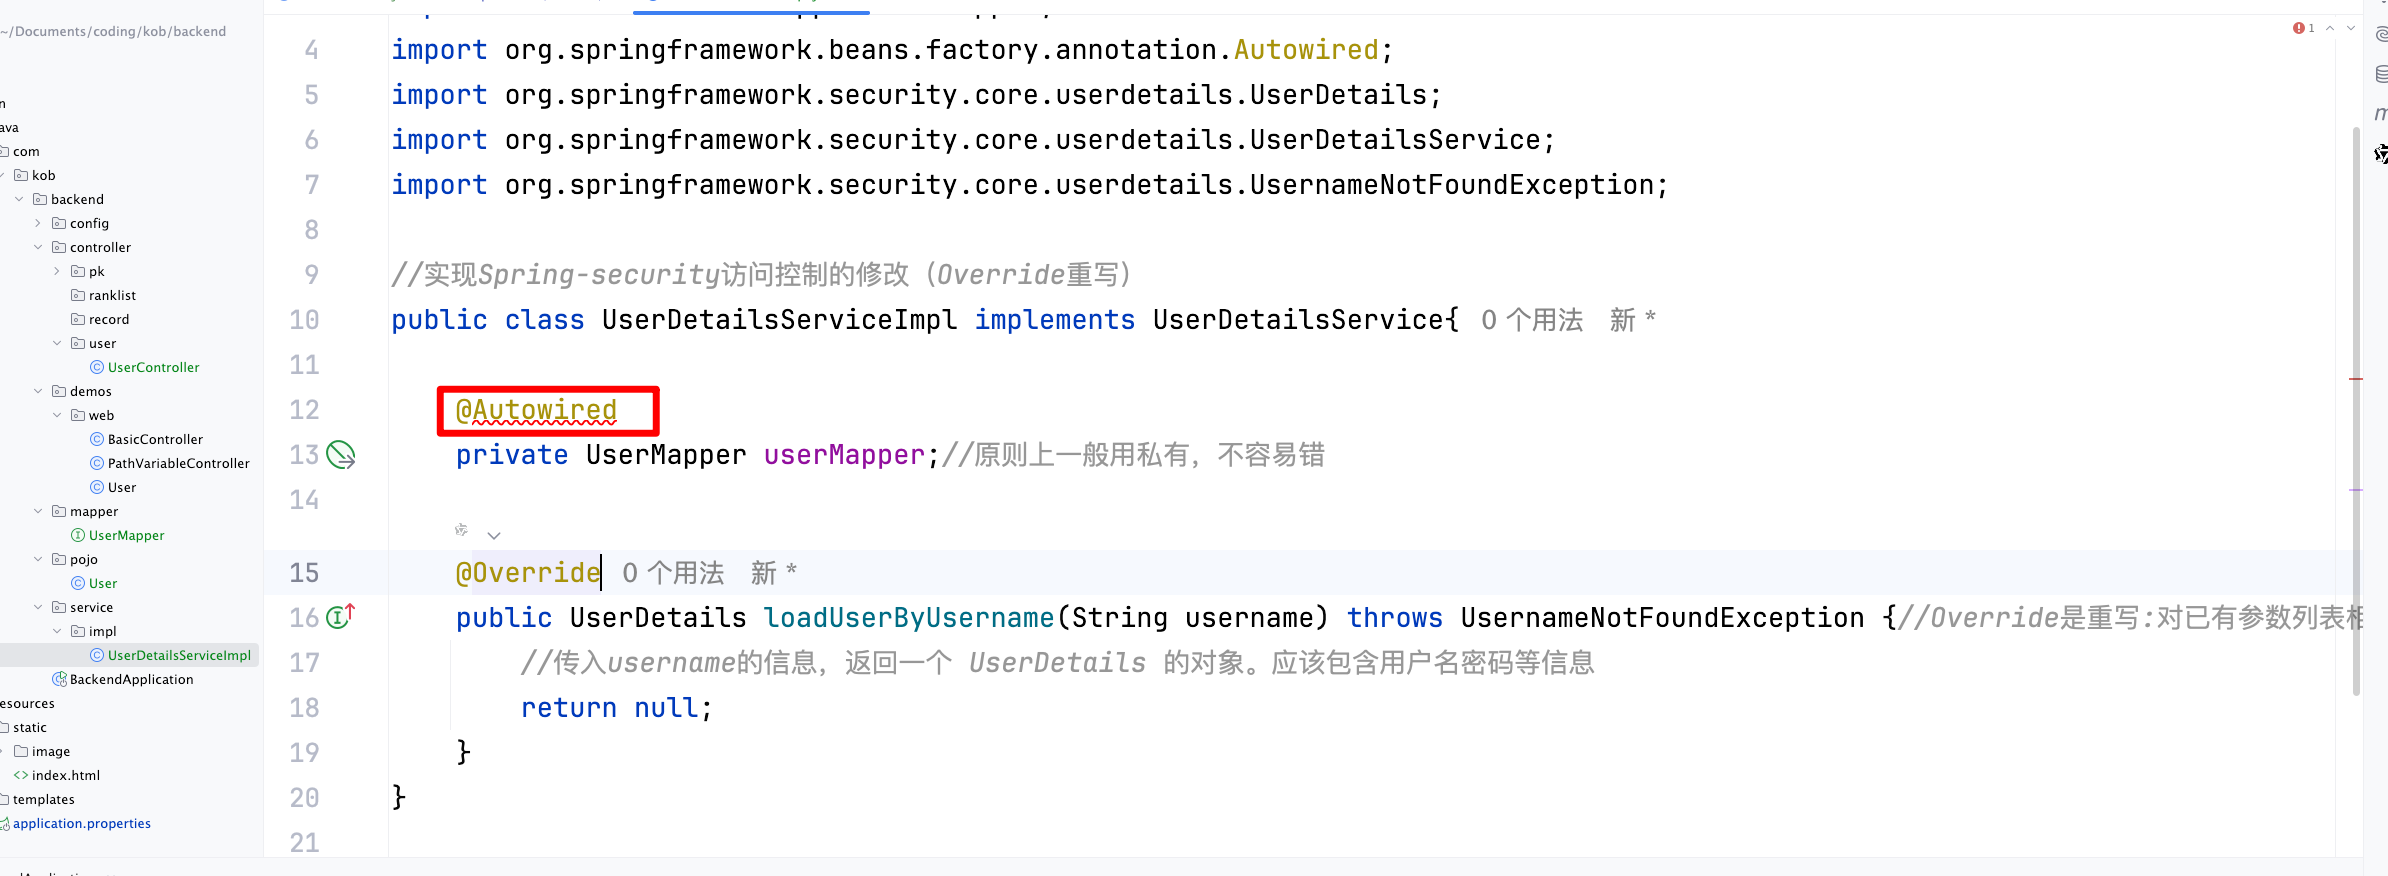 ~/Documents/coding/kob/backend
com
kob
backend
config
controller
pk
ranklist
record
user
UserController
demos
web
BasicController
PathVariableController
User
mapper
UserMapper
pojo
User
service
impl
UserDetailsServiceImpl
BackendApplication
esources
static
image
index.html
templates
application.properties
1
4 import org.springframework.beans.factory.annotation.Autowired;
5 import org.springframework.security.core.userdetails.UserDetails;
6 import org.springframework.security.core.userdetails.UserDetailsService;
7 import org.springframework.security.core.userdetails.UsernameNotFoundException;
8
9 //实现Spring-security访问控制的修改（Override重写）
10 public class UserDetailsServiceImpl implements UserDetailsService{ 0 个用法 新 *
11
12 @Autowired
13 private UserMapper userMapper;//原则上一般用私有，不容易错
14
15 @Override 0 个用法 新 *
16 public UserDetails loadUserByUsername(String username) throws UsernameNotFoundException {//Override是重写:对已有参数列表
17 //传入username的信息，返回一个 UserDetails 的对象。应该包含用户名密码等信息
18 return null;
19 }
20 }
21